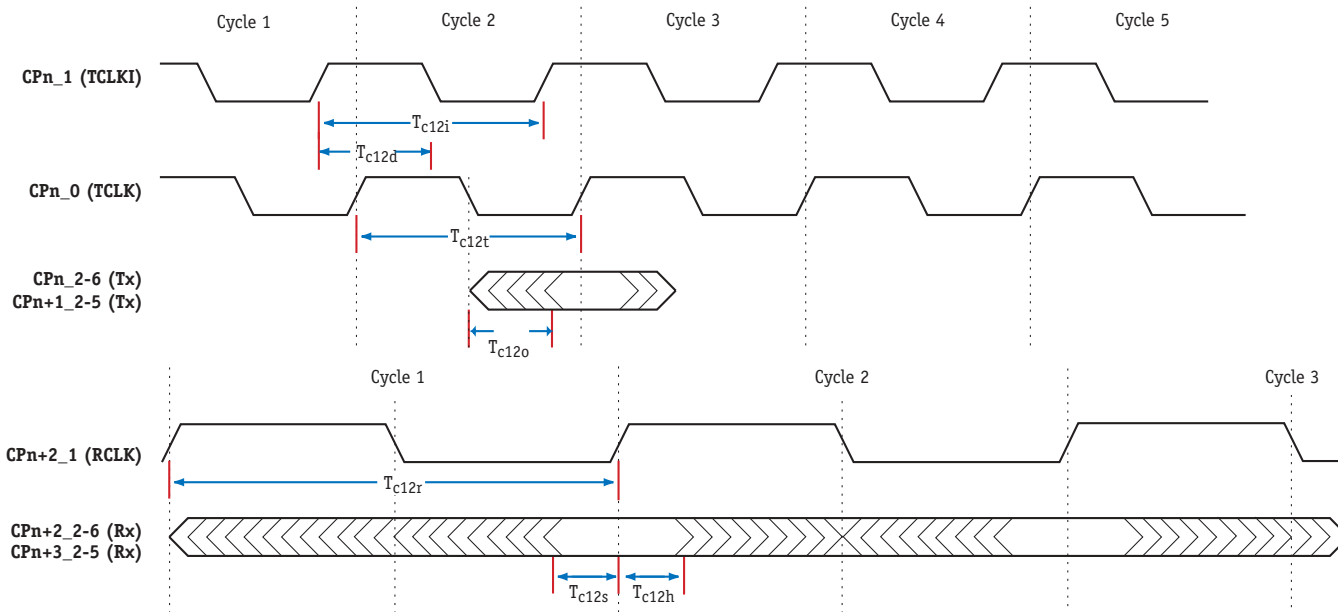 Cycle 1 Cycle 2 Cycle 3 Cycle 4 Cycle 5
CPn_1 (TCLKI)
Tc12i
Tc12d
CPn_0 (TCLK)
Tc12t
CPn_2-6 (Tx)
CPn+1_2-5 (Tx)
Tc12o
Cycle 1 Cycle 2 Cycle 3
CPn+2_1 (RCLK)
Tc12r
CPn+2_2-6 (Rx)
CPn+3_2-5 (Rx)
Tc12s Tc12h